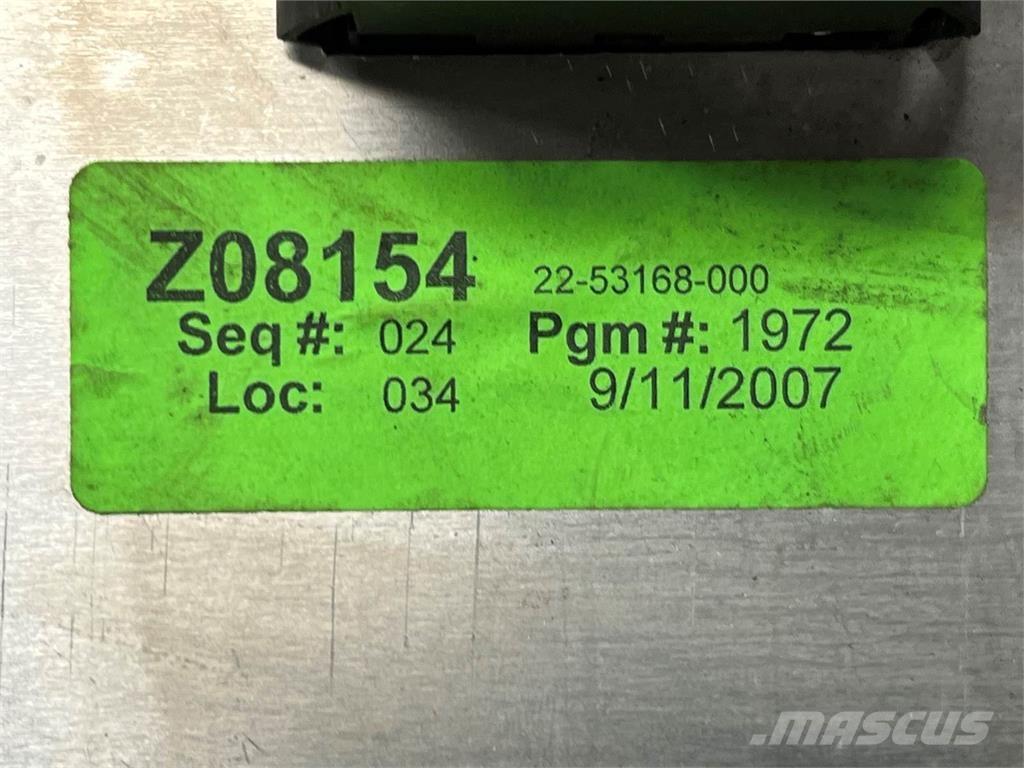 Z08154 22-53168-000
Seq #: 024 Pgm #: 1972
Loc: 034 9/11/2007
MASCUS